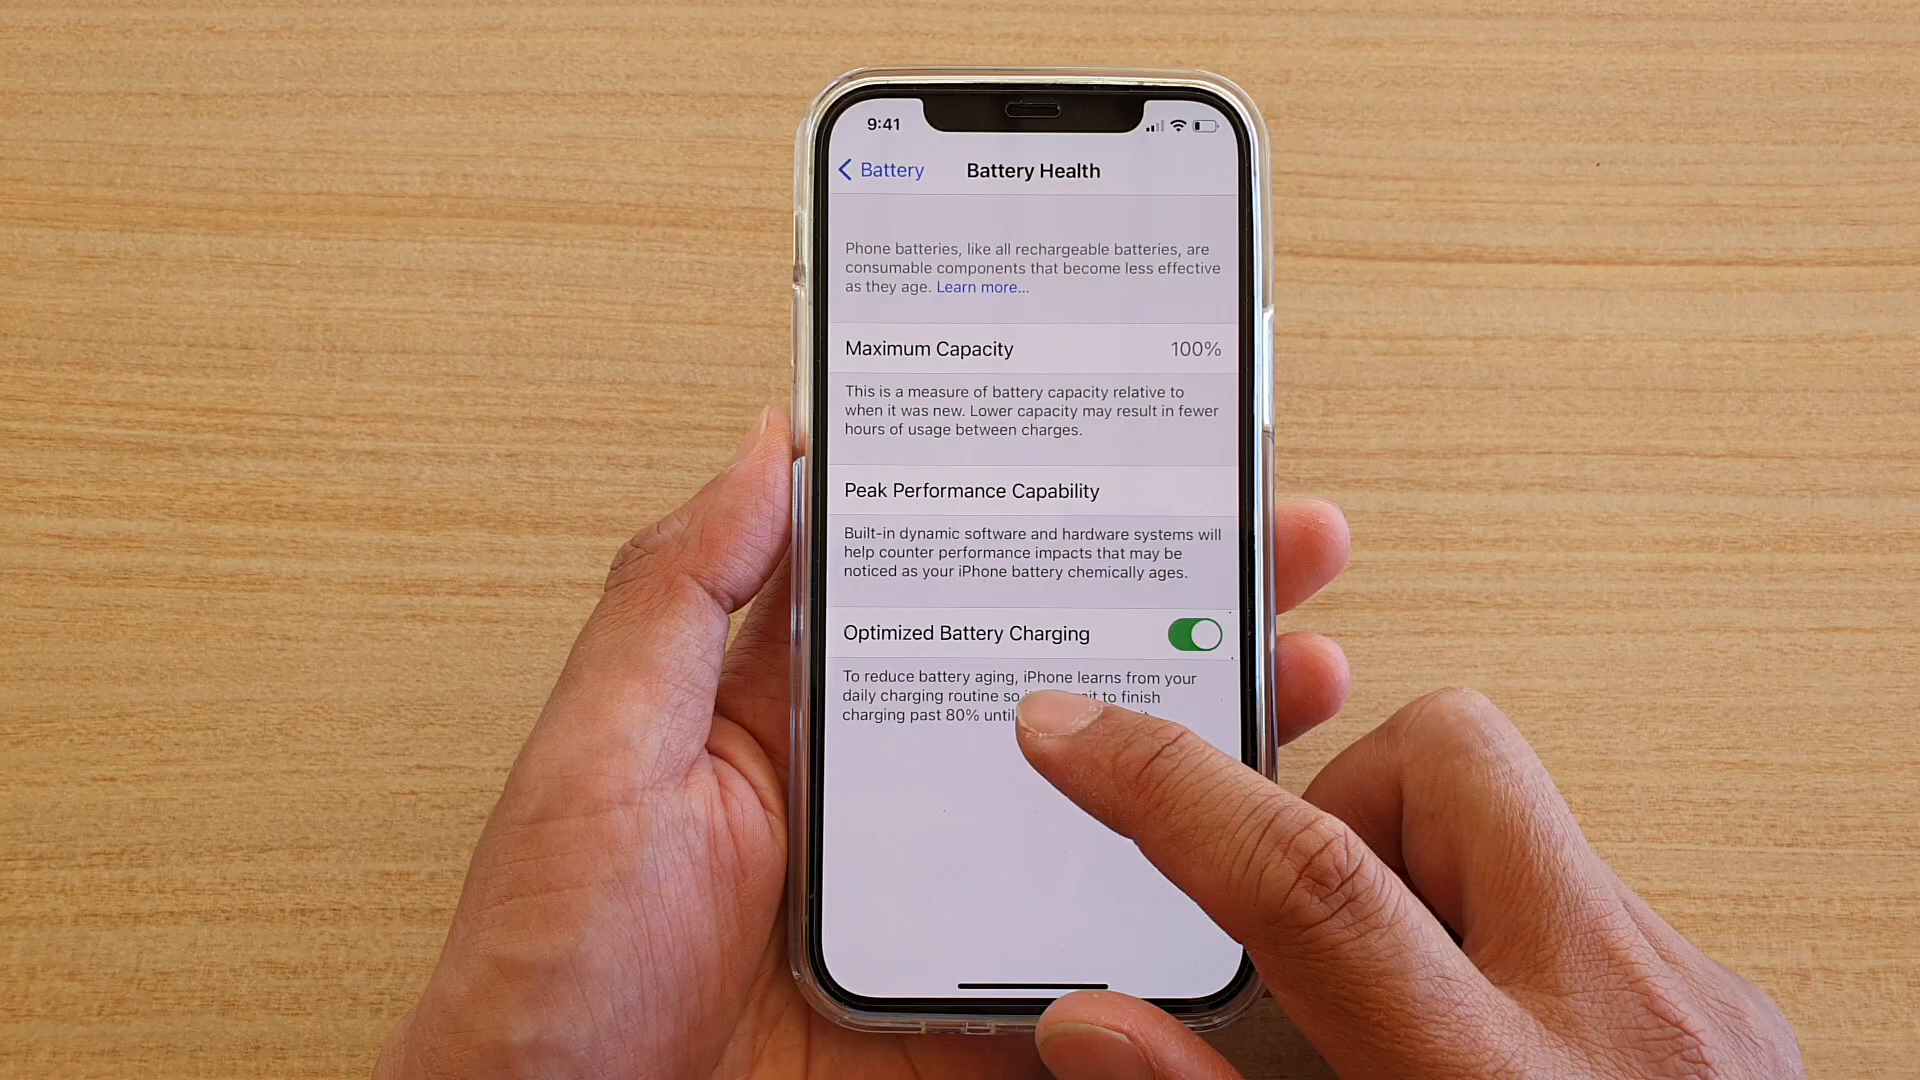 9:41
Battery
Battery Health
Phone batteries, like all rechargeable batteries, are
consumable components that become less effective
as they age. Learn more...
Maximum Capacity 100%
This is a measure of battery capacity relative to
when it was new. Lower capacity may result in fewer
hours of usage between charges.
Peak Performance Capability
Built-in dynamic software and hardware systems will
help counter performance impacts that may be
noticed as your iPhone battery chemically ages.
Optimized Battery Charging
To reduce battery aging, iPhone learns from your
daily charging routine so to finish
charging past 80% until